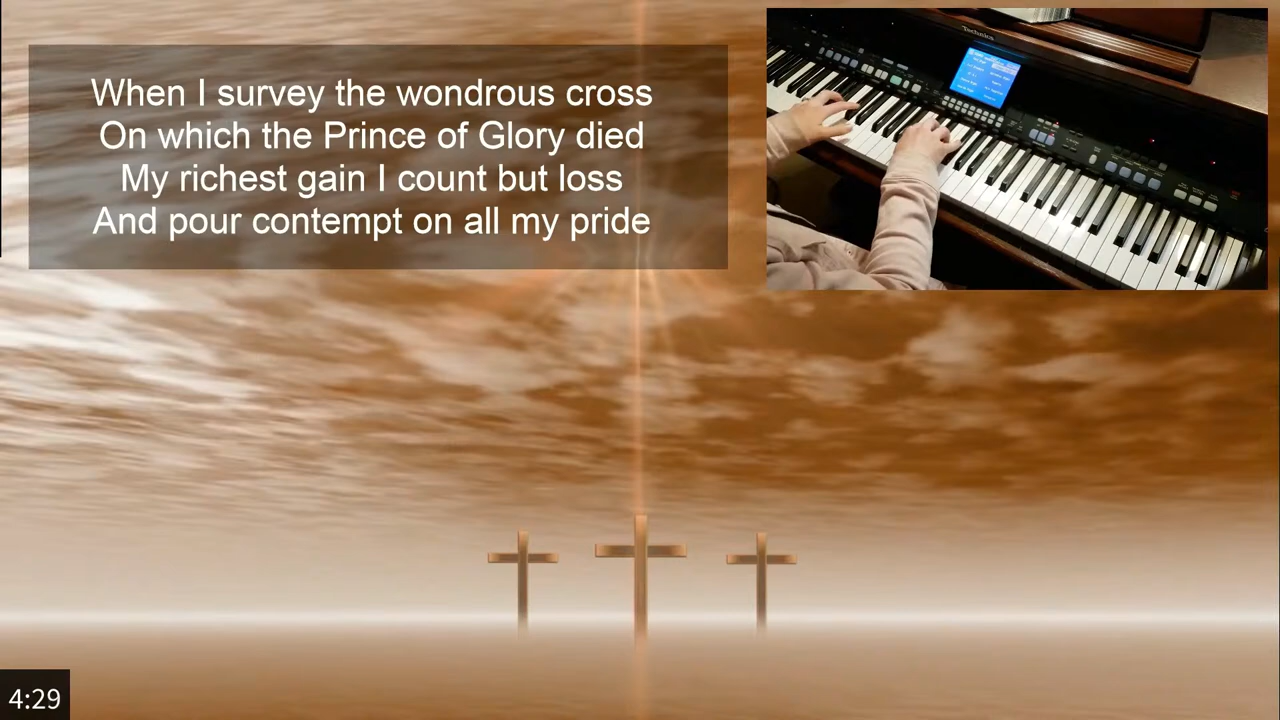 When I survey the wondrous cross
On which the Prince of Glory died
My richest gain I count but loss
And pour contempt on all my pride
Technics
4:29